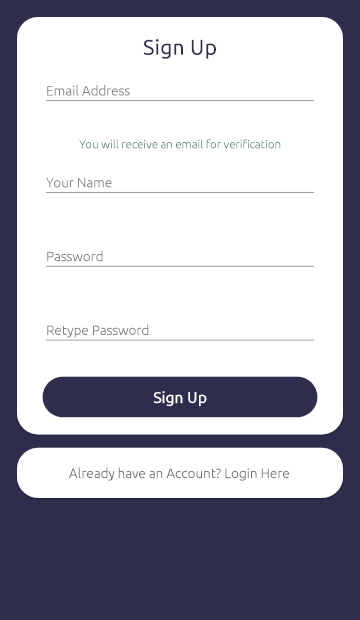 Sign Up
Email Address
You will receive an email for verification
Your Name
Password
Retype Password
Sign Up
Already have an Account? Login Here